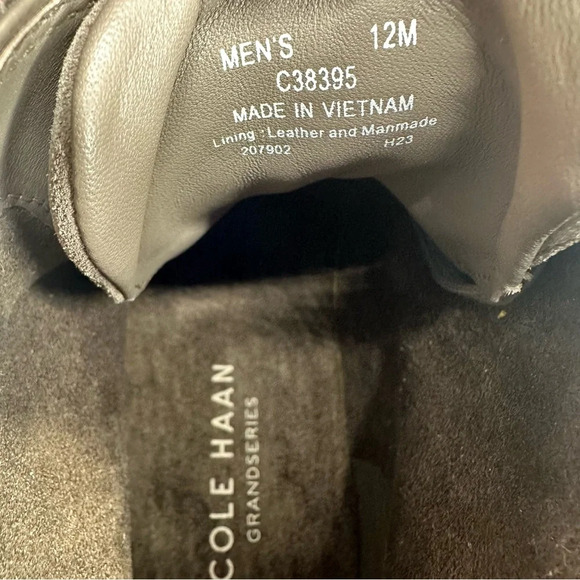 MEN'S 12M
C38395
MADE IN VIETNAM
Lining : Leather and Manmade
207902 H23
COLE HAAN
GRANDSERIES